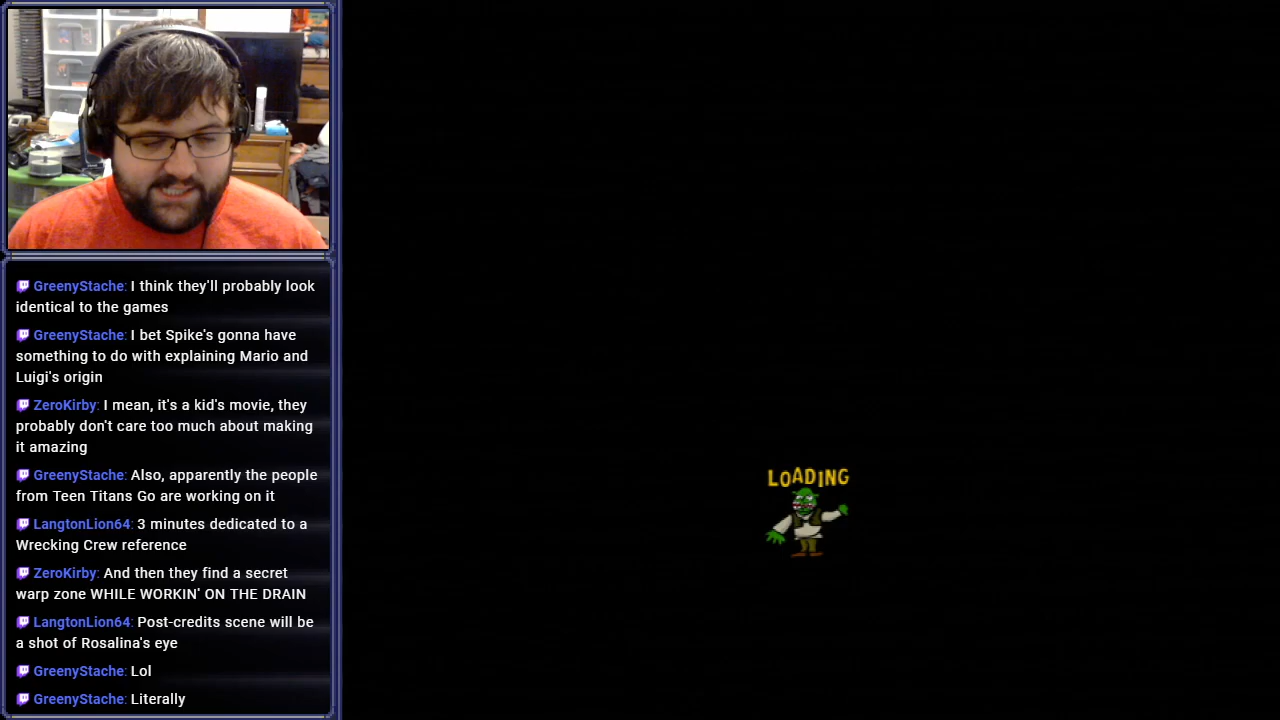 GreenyStache: I think they'll probably look
identical to the games
GreenyStache: I bet Spike's gonna have
something to do with explaining Mario and
Luigi's origin
ZeroKirby: I mean, it's a kid's movie, they
probably don't care too much about making
it amazing
GreenyStache: Also, apparently the people
from Teen Titans Go are working on it
LangtonLion64: 3 minutes dedicated to a
Wrecking Crew reference
ZeroKirby: And then they find a secret
warp zone WHILE WORKIN' ON THE DRAIN
LangtonLion64: Post-credits scene will be
a shot of Rosalina's eye
GreenyStache: Lol
GreenyStache: Literally
LOADING